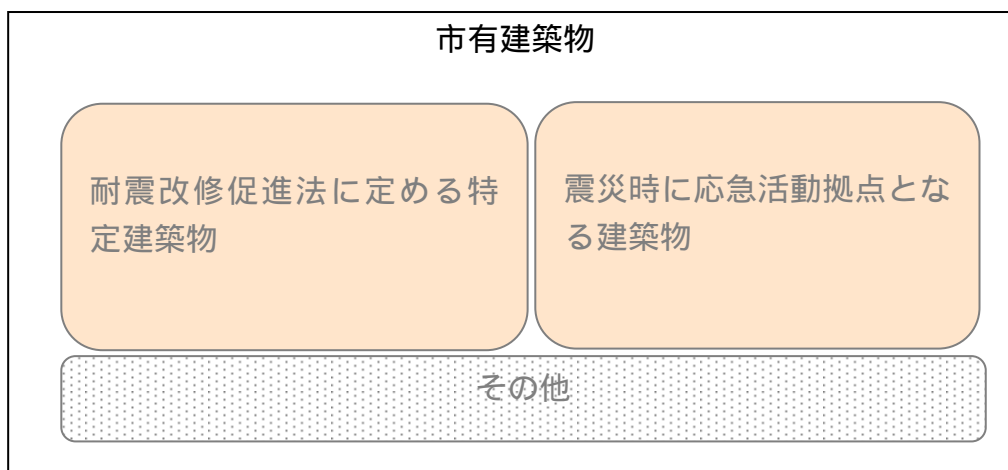 市有建築物
耐震改修促進法に定める特
定建築物
震災時に応急活動拠点とな
る建築物
その他